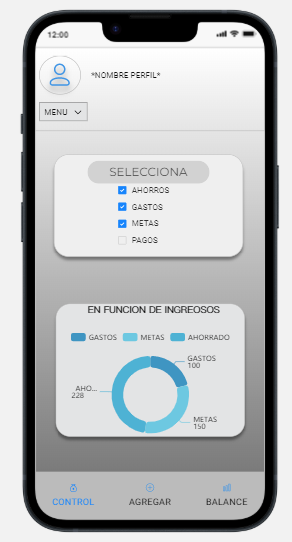 12:00
*NOMBRE PERFIL*
MENU
SELECCIONA
AHORROS
GASTOS
METAS
PAGOS
EN FUNCION DE INGREOSOS
GASTOS METAS AHORRADO
GASTOS
100
AHO...
228
METAS
150
CONTROL AGREGAR BALANCE